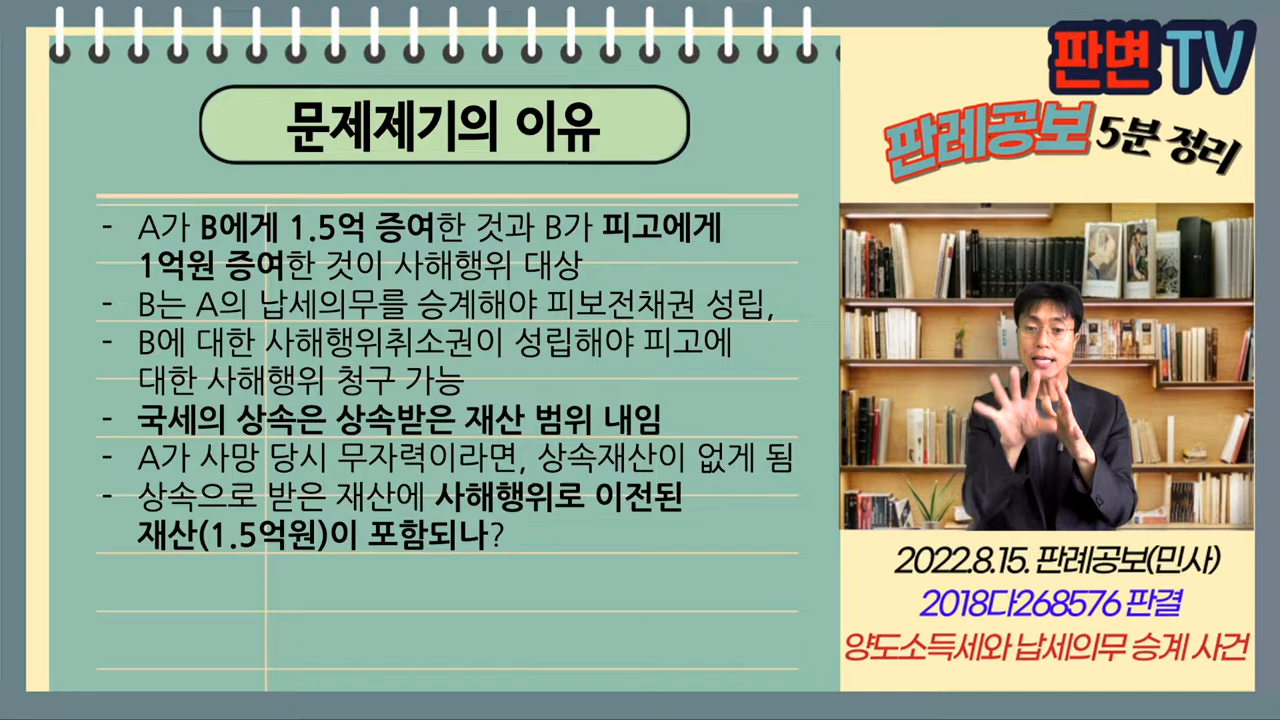 문제제기의 이유
- A가 B에게 1.5억 증여한 것과 B가 피고에게
1억원 증여한 것이 사해행위 대상
- B는 A의 납세의무를 승계해야 피보전채권 성립,
- B에 대한 사해행위취소권이 성립해야 피고에
대한 사해행위 청구 가능
- 국세의 상속은 상속받은 재산 범위 내임
- A가 사망 당시 무자력이라면, 상속재산이 없게 됨
- 상속으로 받은 재산에 사해행위로 이전된
재산(1.5억원)이 포함되나?
판변 TV
판례공보 5분 정리
2022.8.15. 판례공보(민사)
2018다268576 판결
양도소득세와 납세의무 승계 사건